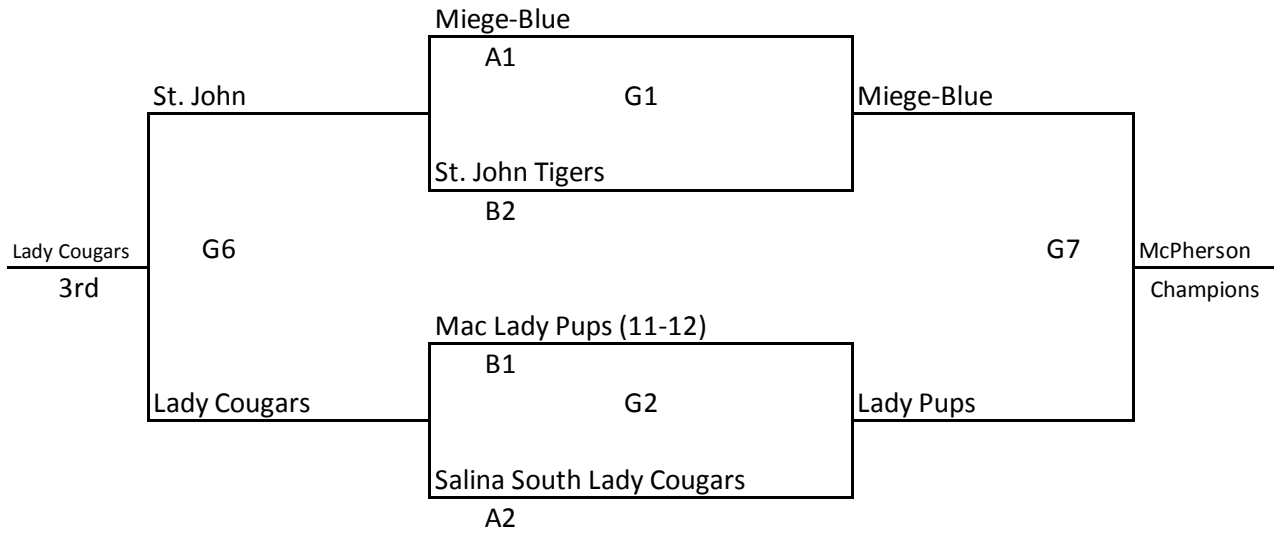 Miege-Blue
A1
St. John
G1
Miege-Blue
St. John Tigers
B2
Lady Cougars
G6
G7
McPherson
3rd
Champions
Mac Lady Pups (11-12)
B1
Lady Cougars
G2
Lady Pups
Salina South Lady Cougars
A2